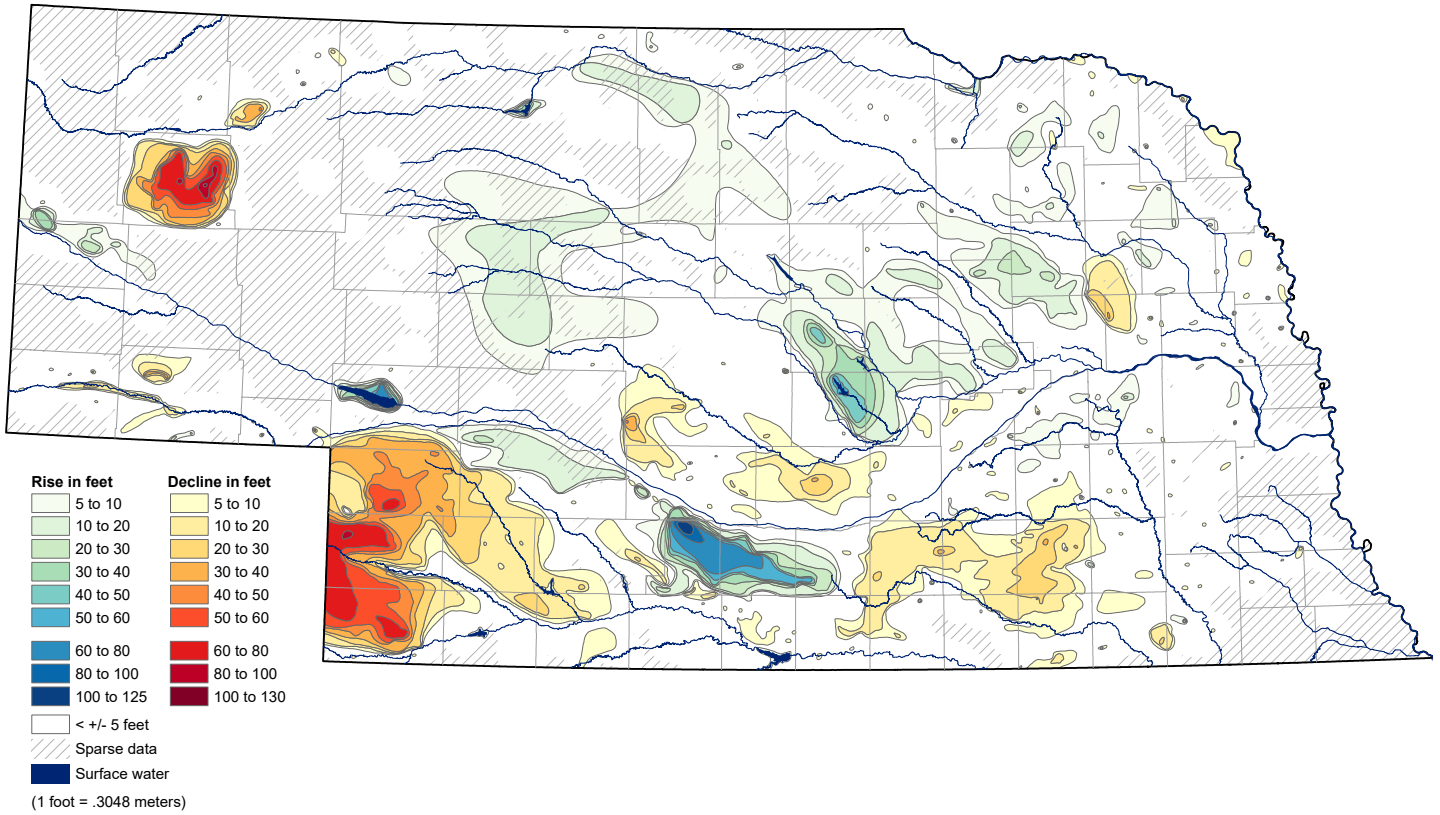 Rise in feet Decline in feet
5 to 10 5 to 10
10 to 20 10 to 20
20 to 30 20 to 30
30 to 40 30 to 40
40 to 50 40 to 50
50 to 60 50 to 60
60 to 80 60 to 80
80 to 100 80 to 100
100 to 125 100 to 130
< +/- 5 feet
Sparse data
Surface water
(1 foot = .3048 meters)